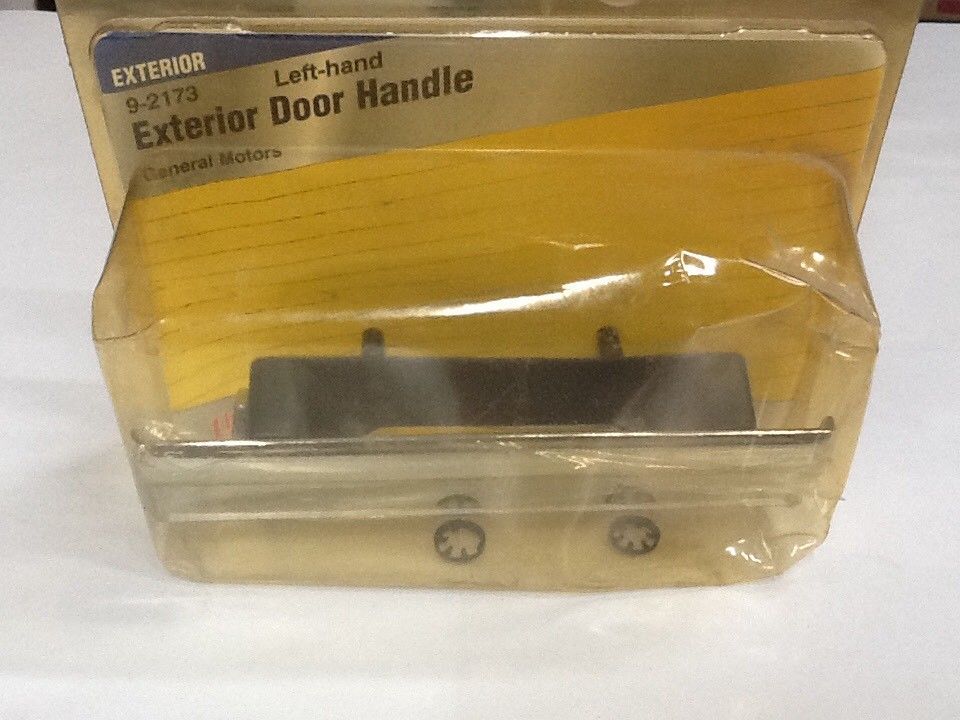 EXTERIOR
Left-hand
9-2173
Exterior Door Handle
General Motors